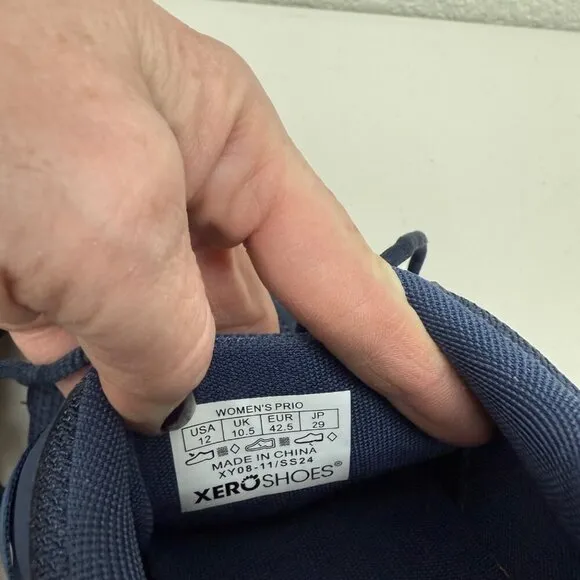 WOMEN'S PRIO
USA UK EUR JP
12 10.5 42.5 29
MADE IN CHINA
XY08-11/SS24
XEROSHOES®